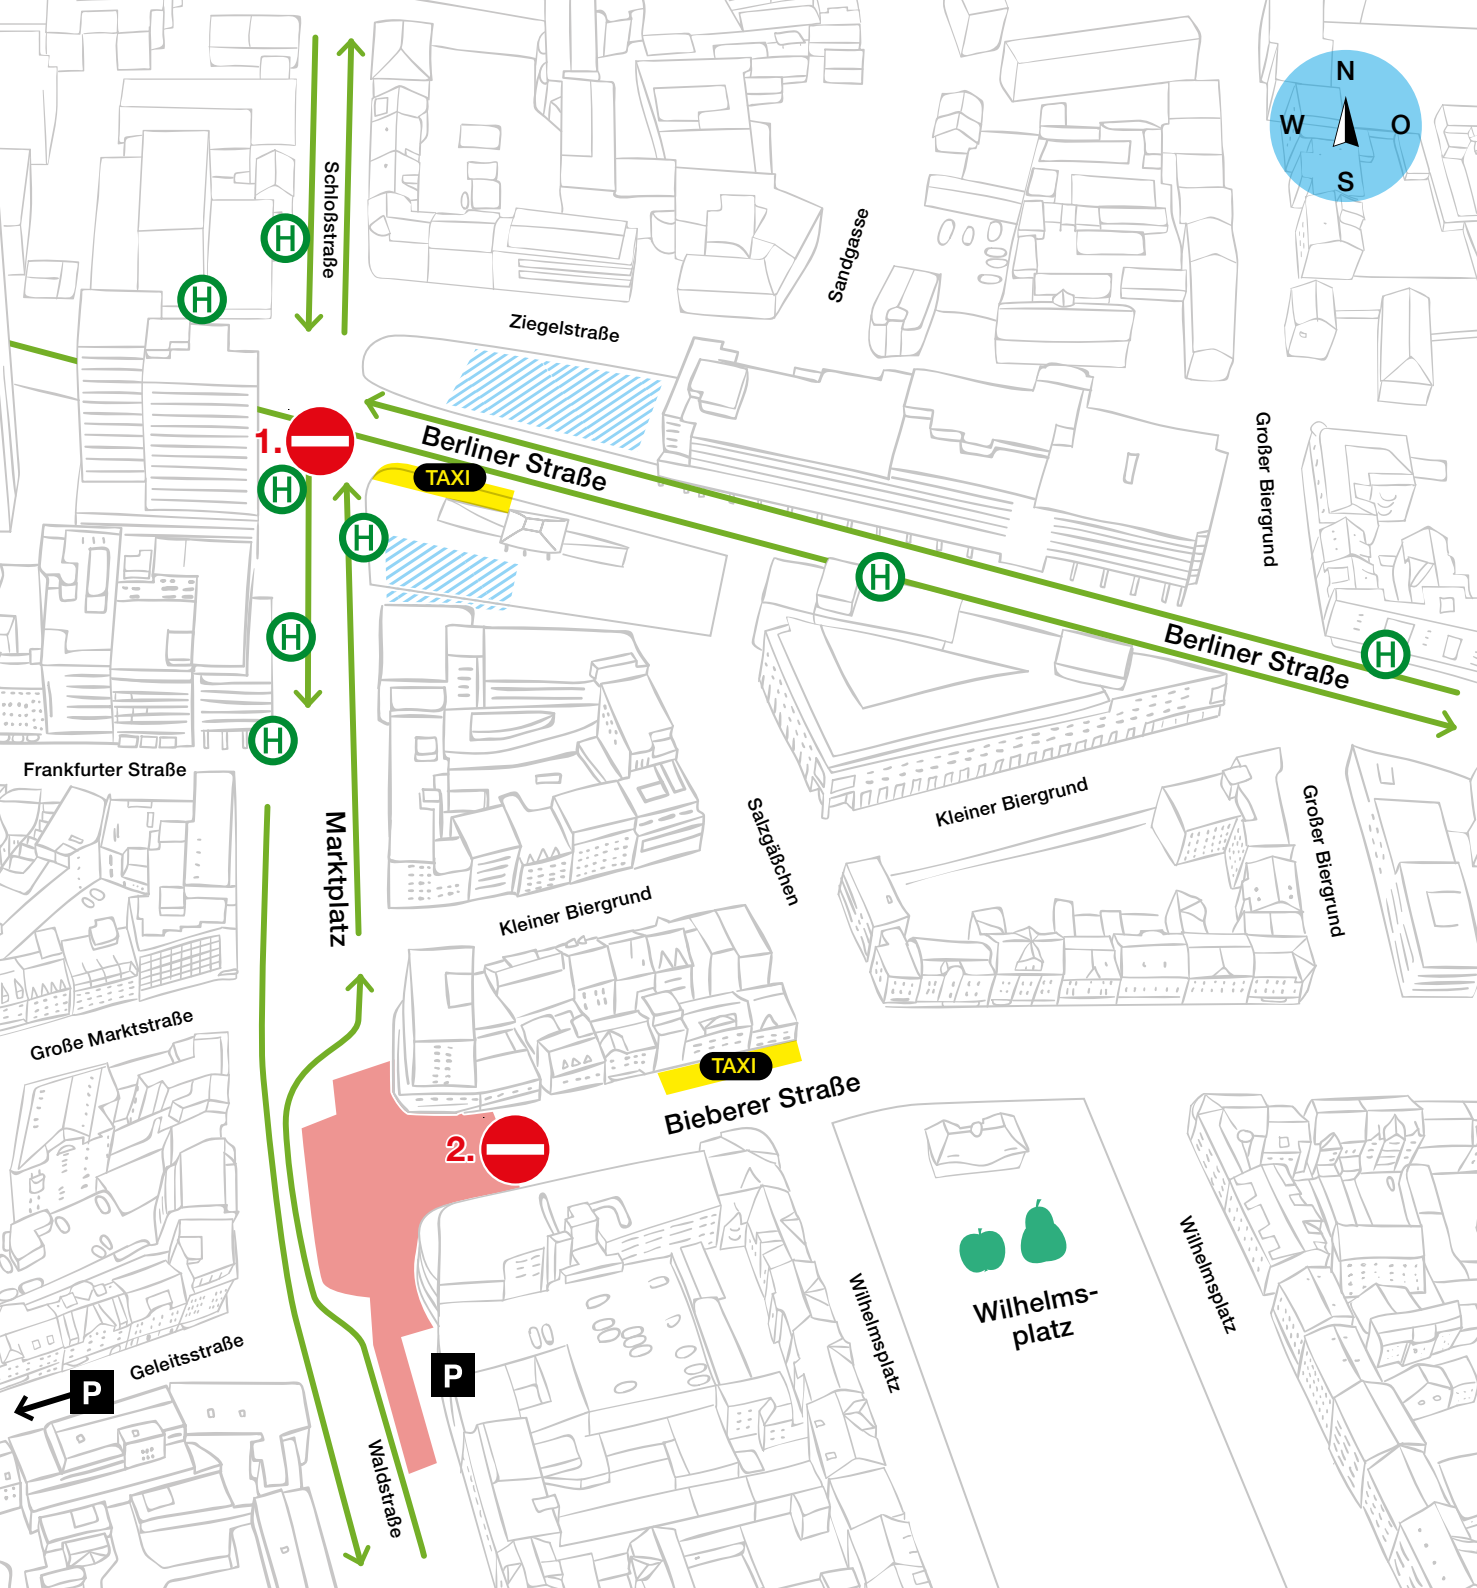 N
W
O
S
Schloßstraße
H
H
Sandgasse
Ziegelstraße
1.
Berliner Straße
TAXI
H
H
Großer Biergrund
H
H
Berliner Straße
H
H
Frankfurter Straße
Marktplatz
Kleiner Biergrund
Salzgäßchen
Großer Biergrund
Kleiner Biergrund
Große Marktstraße
TAXI
Bieberer Straße
2.
Wilhelmsplatz
Wilhelmsplatz
Wilhelms-
platz
Geleitsstraße
P
P
Waldstraße